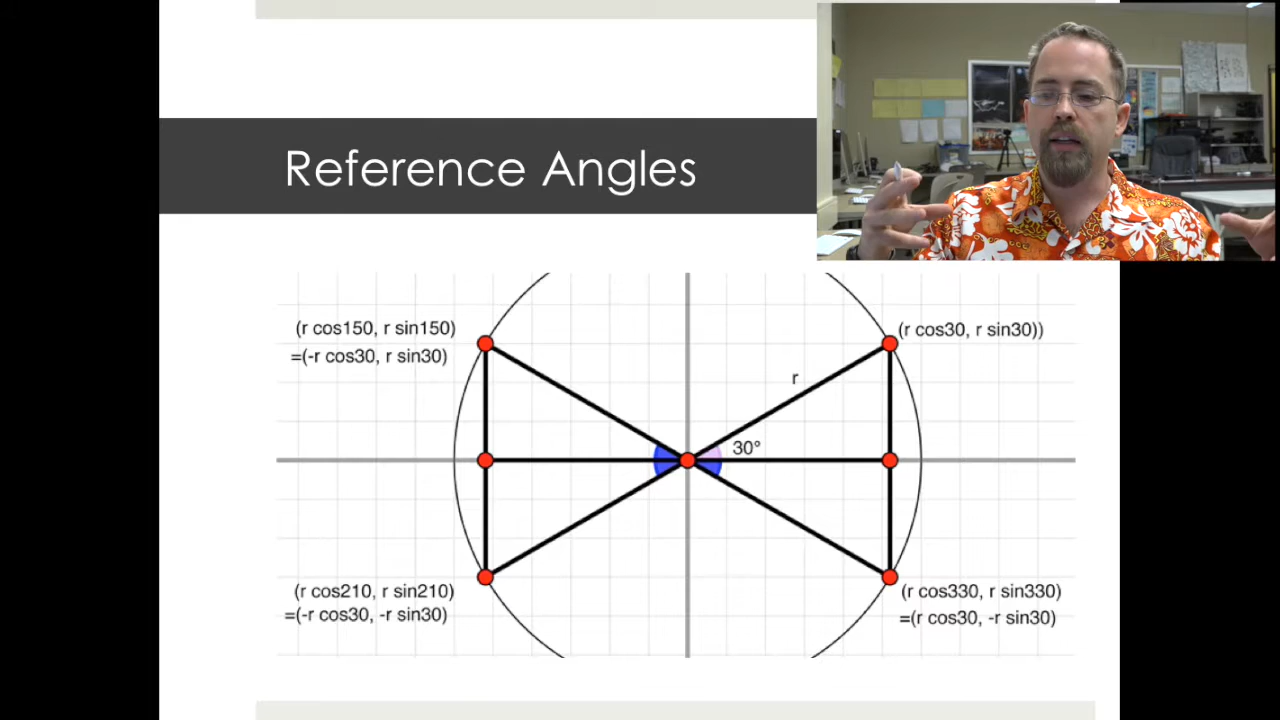 Reference Angles
(r cos150, r sin150)
=(-r cos30, r sin30)
(r cos30, r sin30))
r
30°
(r cos210, r sin210)
=(-r cos30, -r sin30)
(r cos330, r sin330)
=(r cos30, -r sin30)